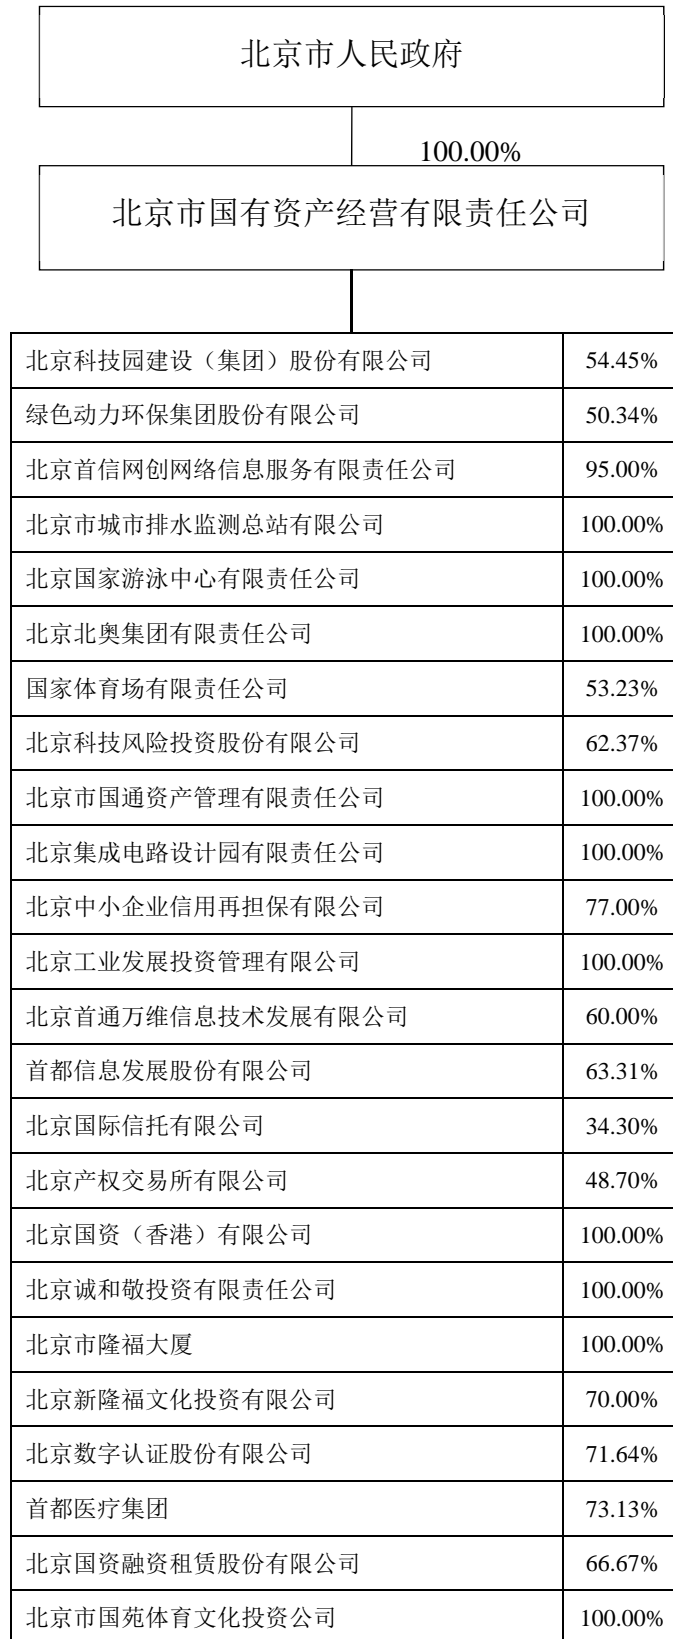 北京市人民政府
100.00%
北京市国有资产经营有限责任公司
北京科技园建设（集团）股份有限公司 54.45%
绿色动力环保集团股份有限公司 50.34%
北京首信网创网络信息服务有限责任公司 95.00%
北京市城市排水监测总站有限公司 100.00%
北京国家游泳中心有限责任公司 100.00%
北京北奥集团有限责任公司 100.00%
国家体育场有限责任公司 53.23%
北京科技风险投资股份有限公司 62.37%
北京市国通资产管理有限责任公司 100.00%
北京集成电路设计园有限责任公司 100.00%
北京中小企业信用再担保有限公司 77.00%
北京工业发展投资管理有限公司 100.00%
北京首通万维信息技术发展有限公司 60.00%
首都信息发展股份有限公司 63.31%
北京国际信托有限公司 34.30%
北京产权交易所有限公司 48.70%
北京国资（香港）有限公司 100.00%
北京诚和敬投资有限责任公司 100.00%
北京市隆福大厦 100.00%
北京新隆福文化投资有限公司 70.00%
北京数字认证股份有限公司 71.64%
首都医疗集团 73.13%
北京国资融资租赁股份有限公司 66.67%
北京市国苑体育文化投资公司 100.00%